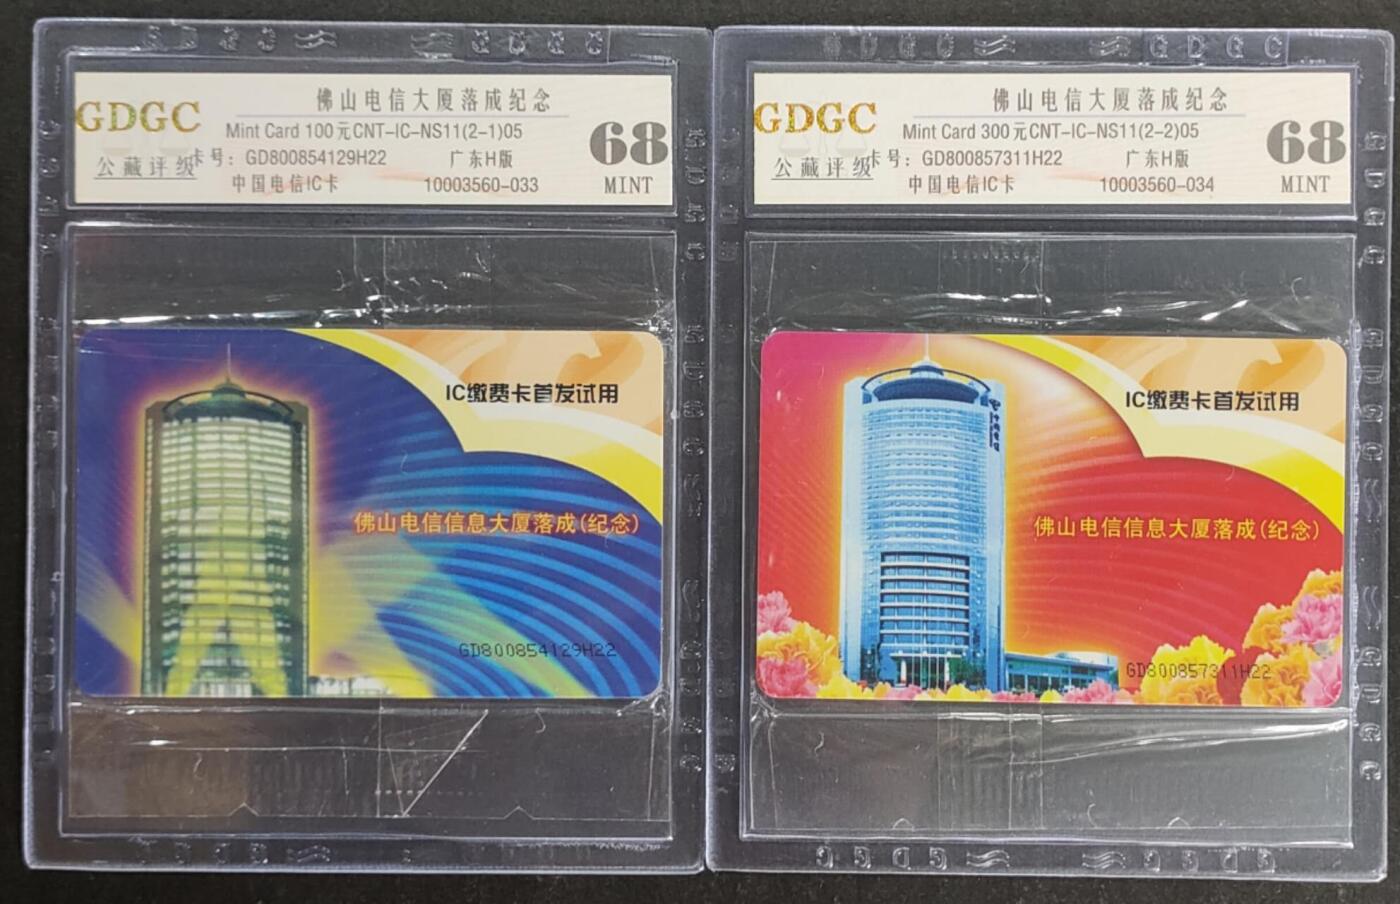 GDGC
公藏评级
佛山电信大厦落成纪念
Mint Card 100元CNT-IC-NS11(2-1)05
卡号：GD800854129H22 广东H版
中国电信IC卡 10003560-033
68
MINT
IC缴费卡首发试用
佛山电信信息大厦落成(纪念)
GD800854129H22
GDGC
公藏评级
佛山电信大厦落成纪念
Mint Card 300元CNT-IC-NS11(2-2)05
卡号：GD800857311H22 广东H版
中国电信IC卡 10003560-034
68
MINT
中国电信
IC缴费卡首发试用
佛山电信信息大厦落成(纪念)
GD800857311H22